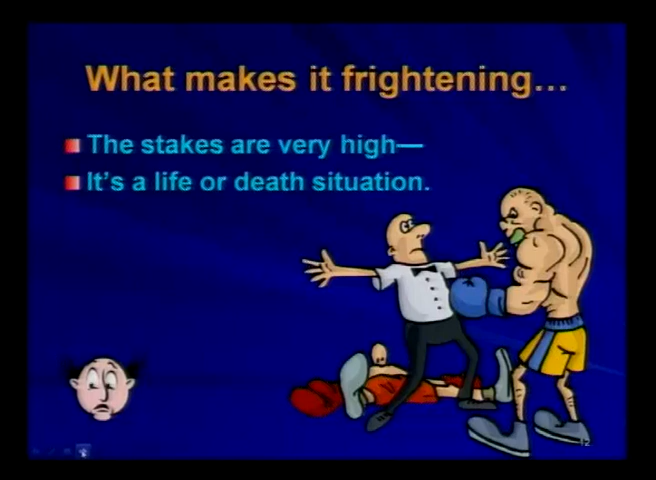 What makes it frightening...
The stakes are very high—
It's a life or death situation.